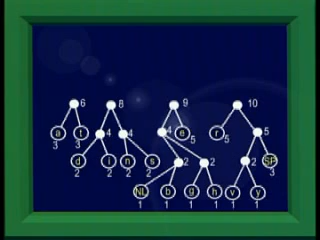 6 8 9 10
a t 4 4 4 e r 5
3 3 5 5
d i n s 2 2 2 SP
2 2 2 2 3
NL b g h v y
1 1 1 1 1 1